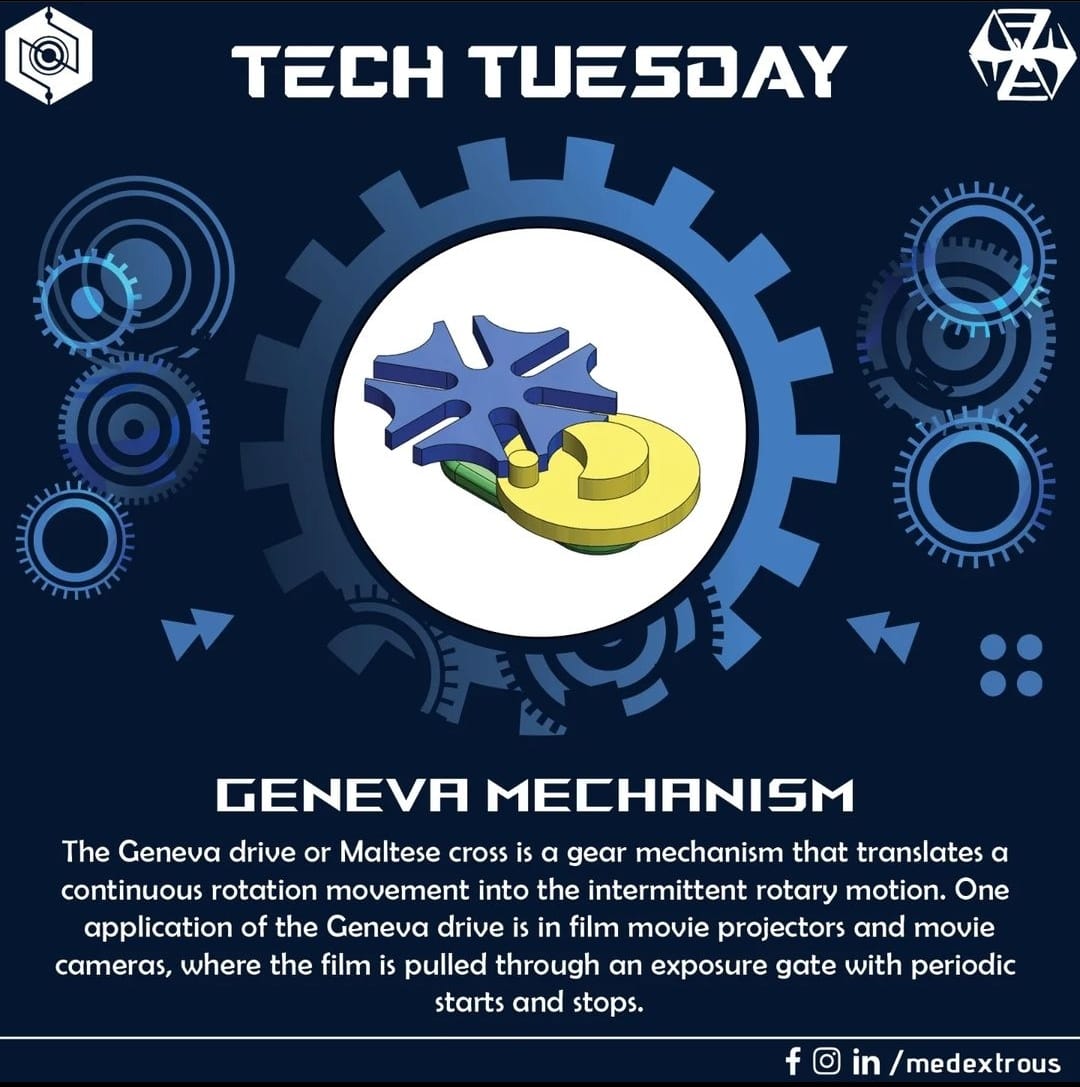 TECH TUESDAY
GENEVA MECHANISM
The Geneva drive or Maltese cross is a gear mechanism that translates a
continuous rotation movement into the intermittent rotary motion. One
application of the Geneva drive is in film movie projectors and movie
cameras, where the film is pulled through an exposure gate with periodic
starts and stops.
f in /medextrous